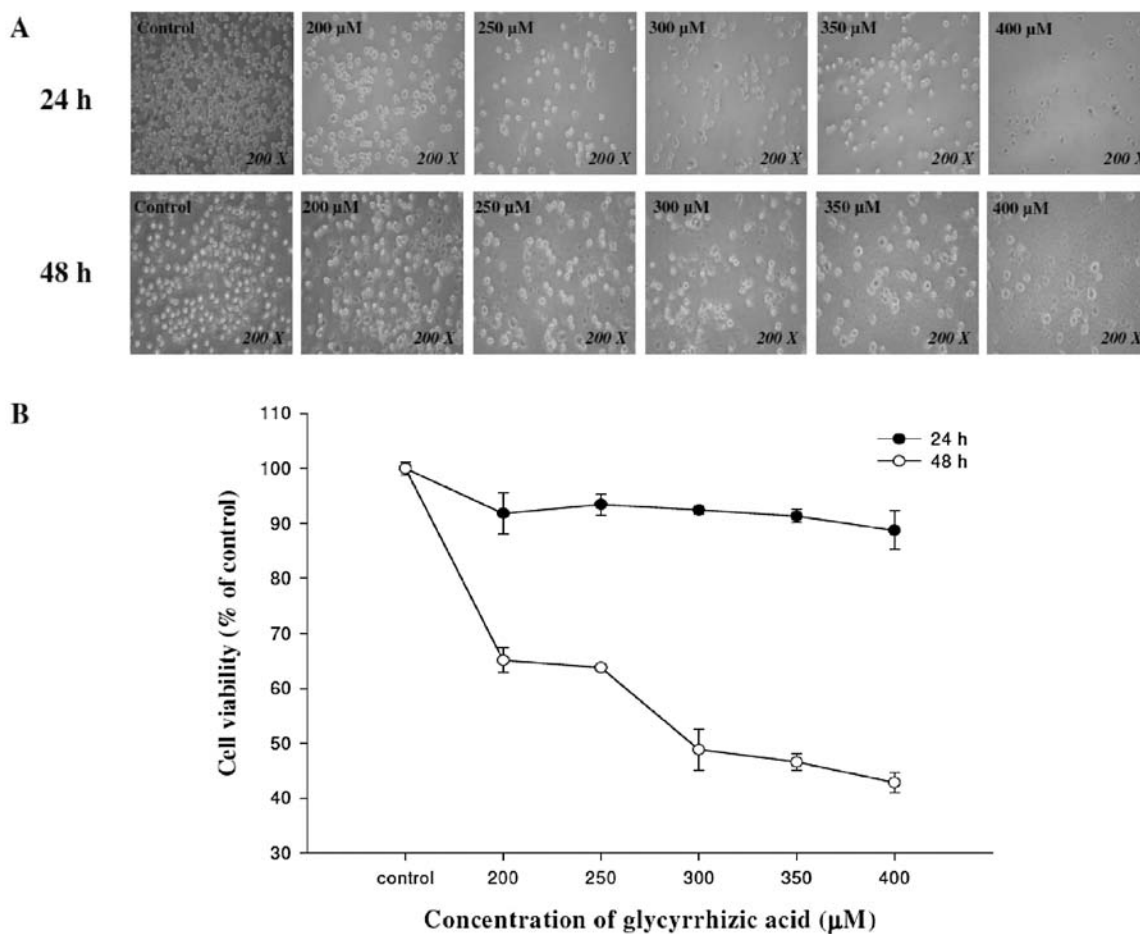 A
24 h
Control 200 µM 250 µM 300 µM 350 µM 400 µM
200 X 200 X 200 X 200 X 200 X 200 X
48 h
Control 200 µM 250 µM 300 µM 350 µM 400 µM
200 X 200 X 200 X 200 X 200 X 200 X
B
Cell viability (% of control)
110
100
90
80
70
60
50
40
30
24 h
48 h
control 200 250 300 350 400
Concentration of glycyrrhizic acid (µM)